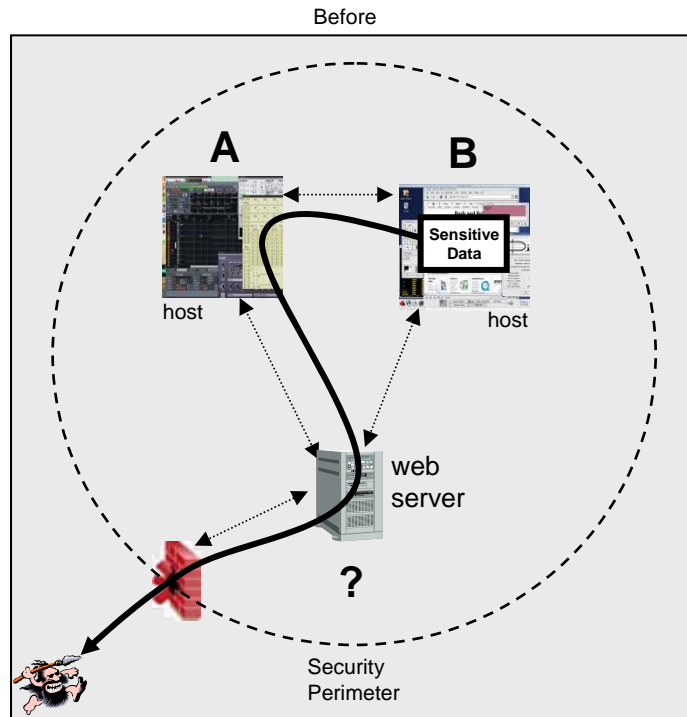 Before
A
B
Sensitive
Data
host
host
web
server
?
Security
Perimeter